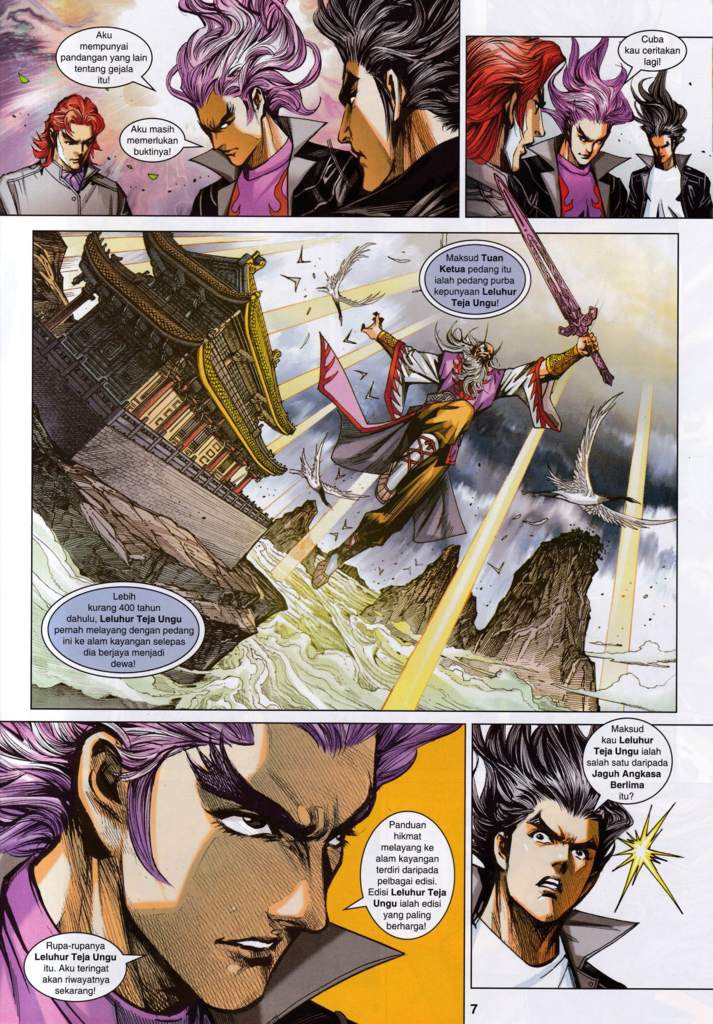 Aku
mempunyai
pandangan yang lain
tentang gejala
itu!
Aku masih
memerlukan
buktinya!
Cuba
kau ceritakan
lagi!
Maksud Tuan
Ketua pedang itu
ialah pedang purba
kepunyaan Leluhur
Teja Ungu!
Lebih
kurang 400 tahun
dahulu, Leluhur Teja Ungu
pernah melayang dengan pedang
ini ke alam kayangan selepas
dia berjaya menjadi
dewa!
Rupa-rupanya
Leluhur Teja Ungu
itu. Aku teringat
akan riwayatnya
sekarang!
Panduan
hikmat
melayang ke
alam kayangan
terdiri daripada
pelbagai edisi.
Edisi Leluhur Teja
Ungu ialah edisi
yang paling
berharga!
Maksud
kau Leluhur
Teja Ungu ialah
salah satu daripada
Jaguh Angkasa
Berlima
itu?
7